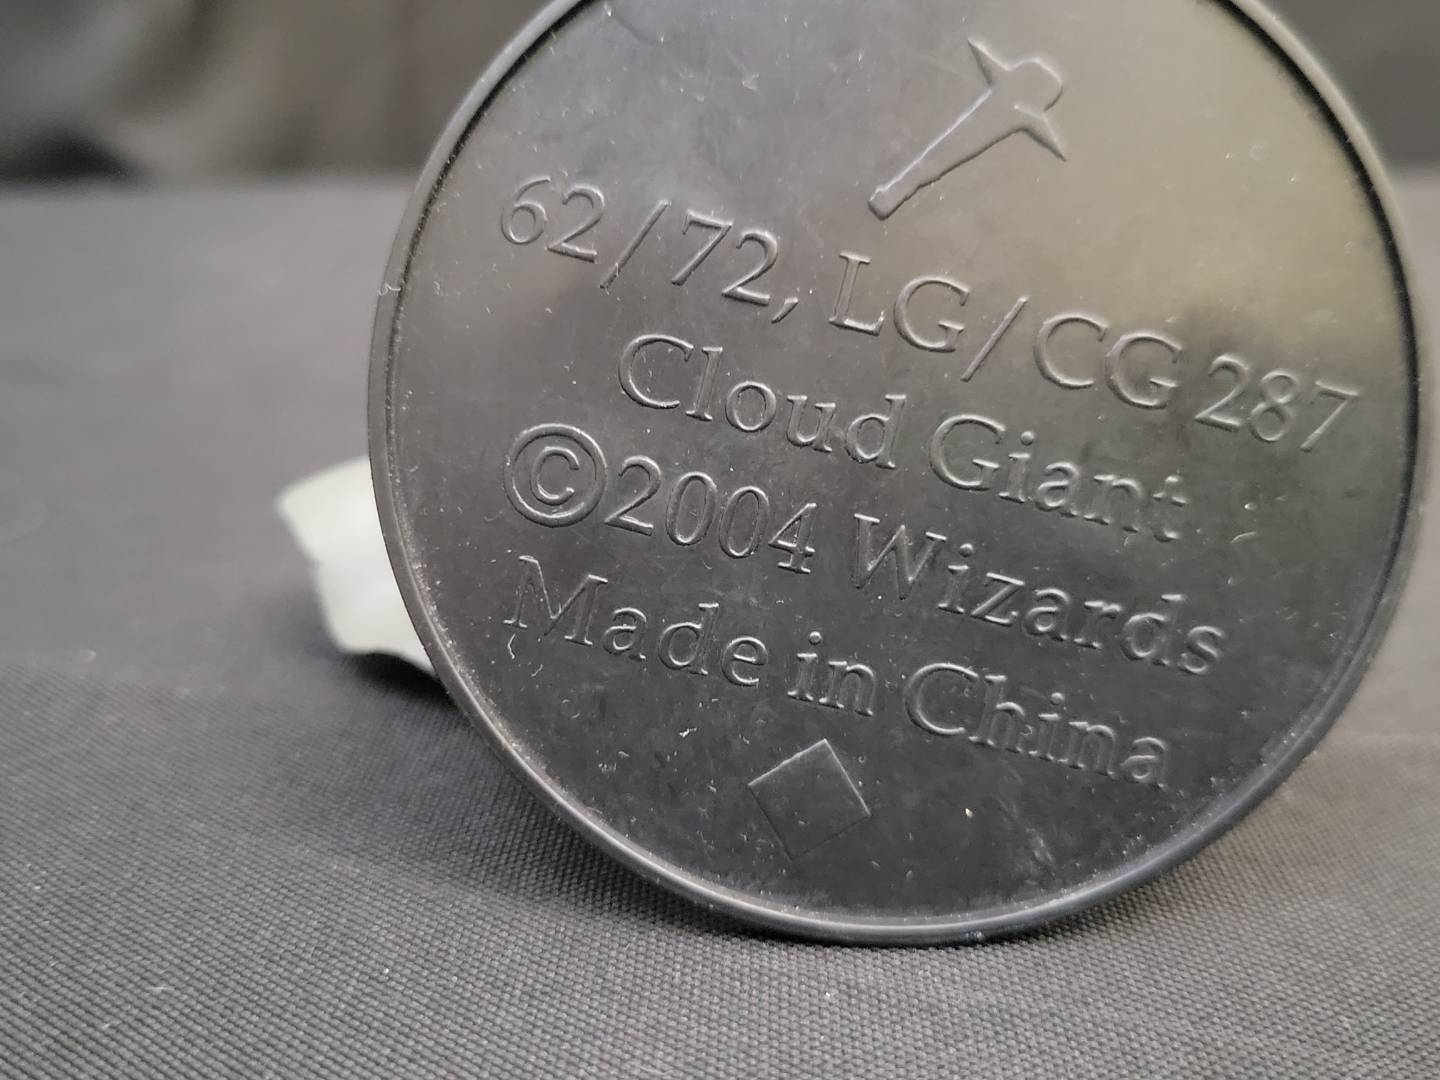 62/72, LG/CG 287
Cloud Giant
©2004 Wizards
Made in China